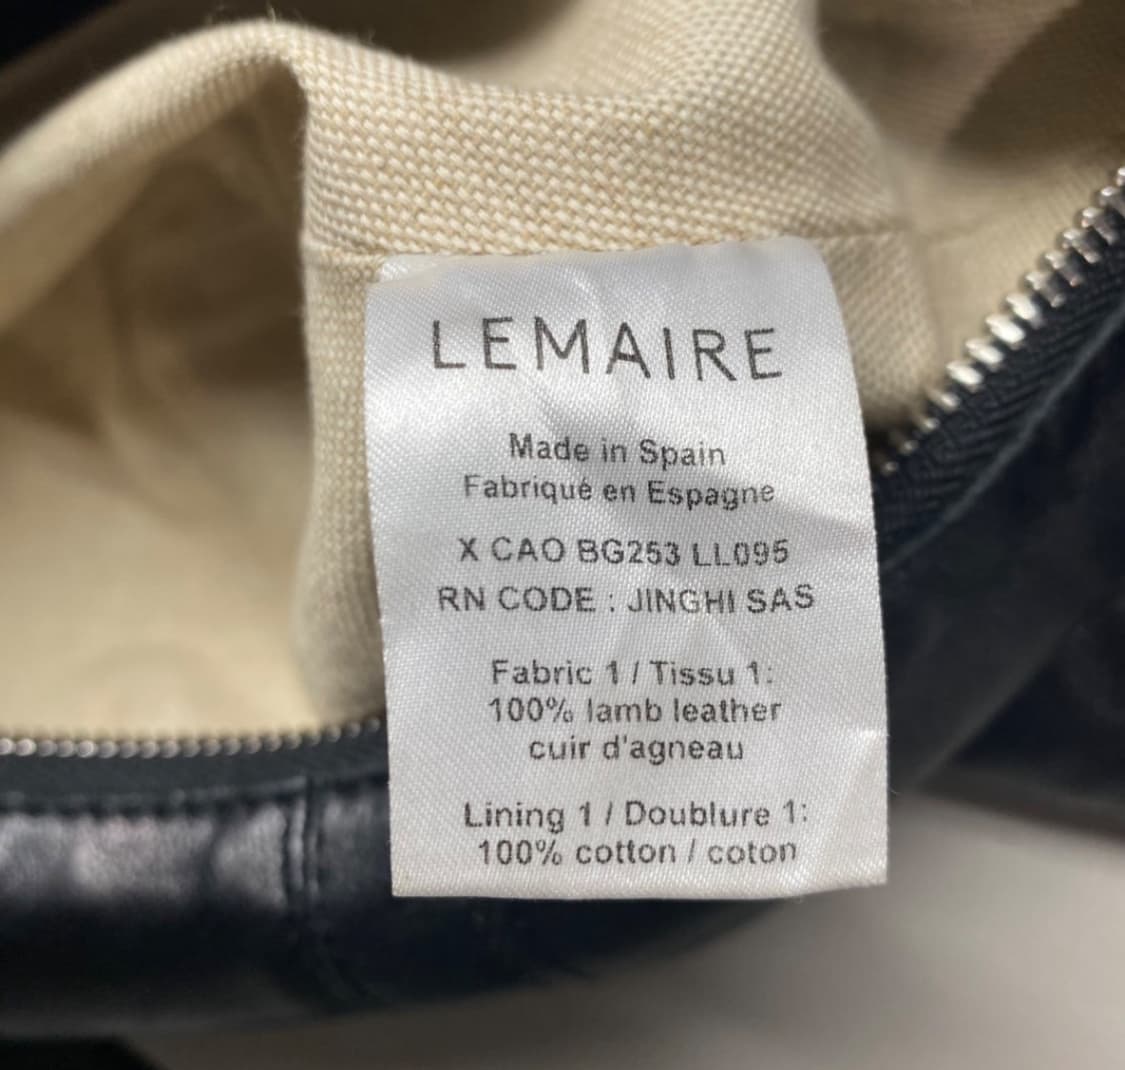 LEMAIRE
Made in Spain
Fabriqué en Espagne
X CAO BG253 LL095
RN CODE : JINGHI SAS
Fabric 1 / Tissu 1:
100% lamb leather
cuir d'agneau
Lining 1 / Doublure 1:
100% cotton / coton